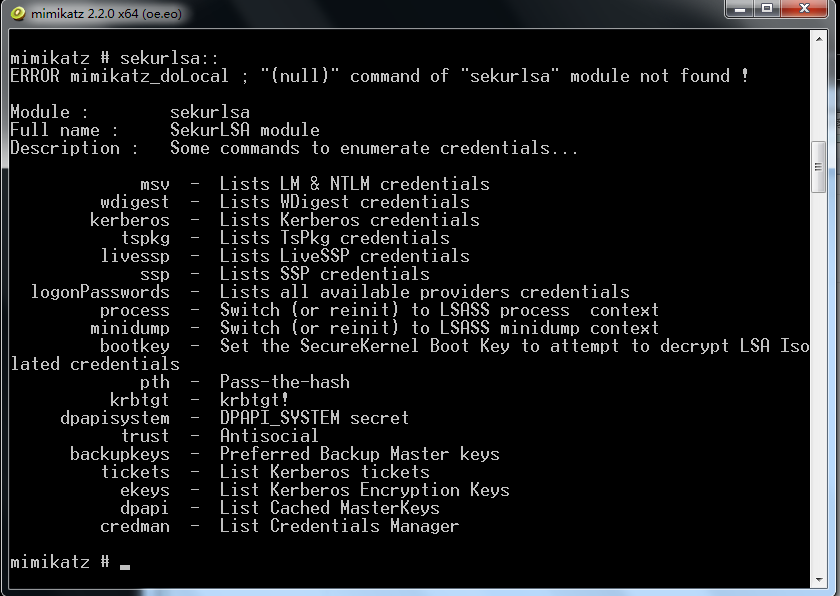 mimikatz 2.2.0 x64 (oe.eo)
mimikatz # sekurlsa::
ERROR mimikatz_doLocal ; "(null)" command of "sekurlsa" module not found !
Module :        sekurlsa
Full name :     SekurLSA module
Description :   Some commands to enumerate credentials...
msv  -  Lists LM & NTLM credentials
wdigest  -  Lists WDigest credentials
kerberos  -  Lists Kerberos credentials
tspkg  -  Lists TsPkg credentials
livessp  -  Lists LiveSSP credentials
ssp  -  Lists SSP credentials
logonPasswords  -  Lists all available providers credentials
process  -  Switch (or reinit) to LSASS process  context
minidump  -  Switch (or reinit) to LSASS minidump context
bootkey  -  Set the SecureKernel Boot Key to attempt to decrypt LSA Iso
lated credentials
pth  -  Pass-the-hash
krbtgt  -  krbtgt!
dpapisystem  -  DPAPI_SYSTEM secret
trust  -  Antisocial
backupkeys  -  Preferred Backup Master keys
tickets  -  List Kerberos tickets
ekeys  -  List Kerberos Encryption Keys
dpapi  -  List Cached MasterKeys
credman  -  List Credentials Manager
mimikatz # _